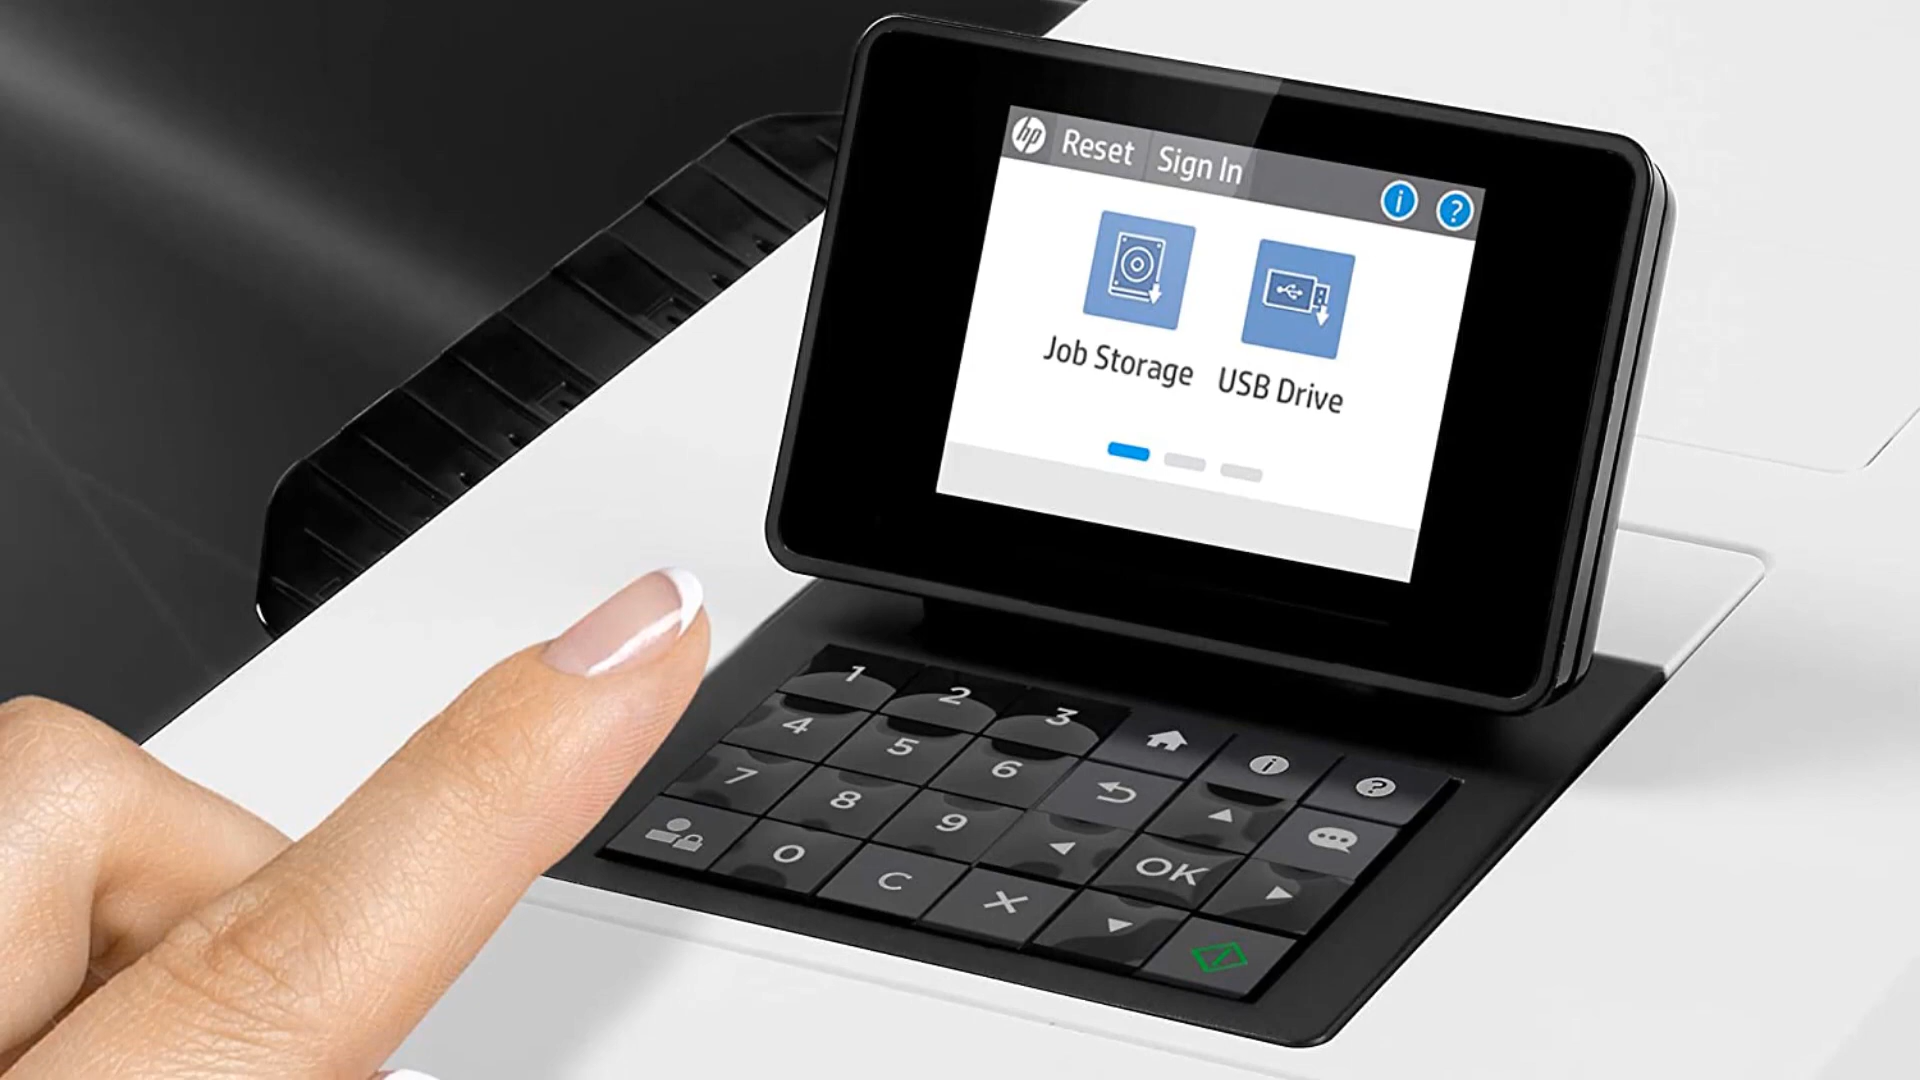 hp Reset Sign In i ?
Job Storage USB Drive
1 2 3
4 5 6 i ?
7 8 9
0 C X OK